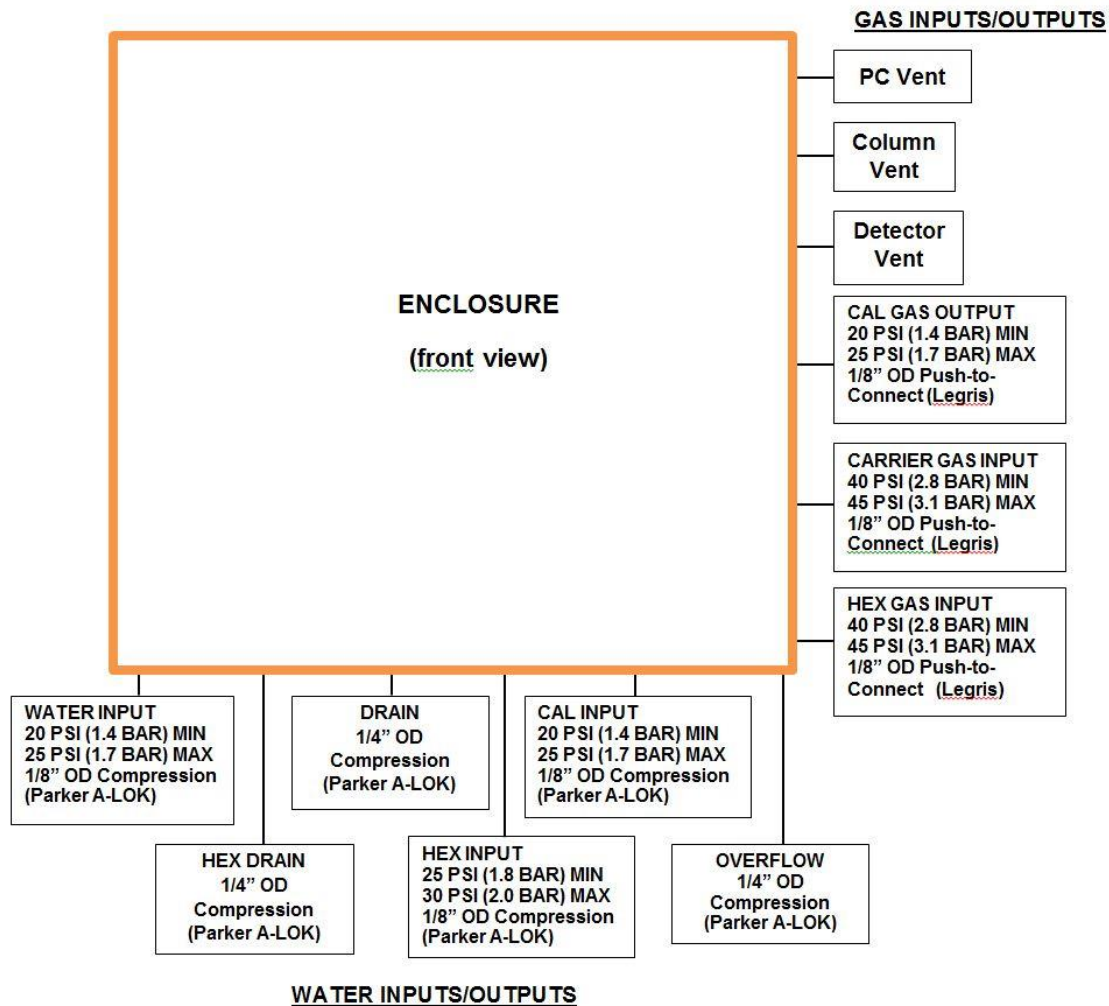 GAS INPUTS/OUTPUTS
PC Vent
Column
Vent
Detector
Vent
ENCLOSURE
(front view)
CAL GAS OUTPUT
20 PSI (1.4 BAR) MIN
25 PSI (1.7 BAR) MAX
1/8” OD Push-to-
Connect (Legris)
CARRIER GAS INPUT
40 PSI (2.8 BAR) MIN
45 PSI (3.1 BAR) MAX
1/8” OD Push-to-
Connect (Legris)
HEX GAS INPUT
40 PSI (2.8 BAR) MIN
45 PSI (3.1 BAR) MAX
1/8” OD Push-to-
Connect (Legris)
WATER INPUT
20 PSI (1.4 BAR) MIN
25 PSI (1.7 BAR) MAX
1/8” OD Compression
(Parker A-LOK)
DRAIN
1/4” OD
Compression
(Parker A-LOK)
CAL INPUT
20 PSI (1.4 BAR) MIN
25 PSI (1.7 BAR) MAX
1/8” OD Compression
(Parker A-LOK)
HEX DRAIN
1/4” OD
Compression
(Parker A-LOK)
HEX INPUT
25 PSI (1.8 BAR) MIN
30 PSI (2.0 BAR) MAX
1/8” OD Compression
(Parker A-LOK)
OVERFLOW
1/4” OD
Compression
(Parker A-LOK)
WATER INPUTS/OUTPUTS